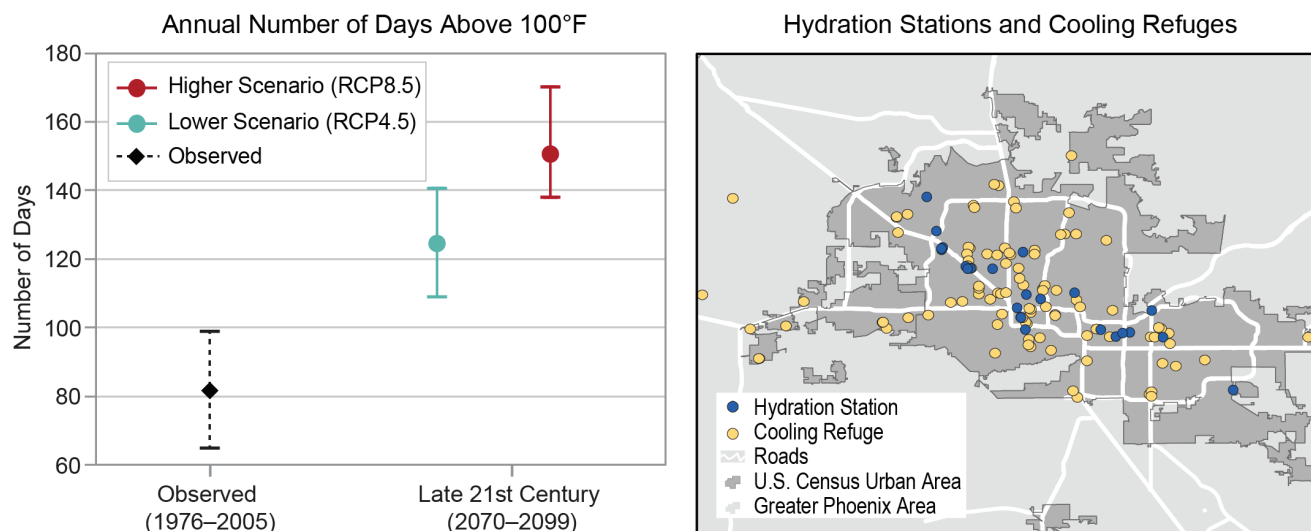 Annual Number of Days Above 100°F
180
160
140
120
100
80
60
Number of Days
Higher Scenario (RCP8.5)
Lower Scenario (RCP4.5)
Observed
Observed
(1976–2005)
Late 21st Century
(2070–2099)
Hydration Stations and Cooling Refuges
Hydration Station
Cooling Refuge
Roads
U.S. Census Urban Area
Greater Phoenix Area